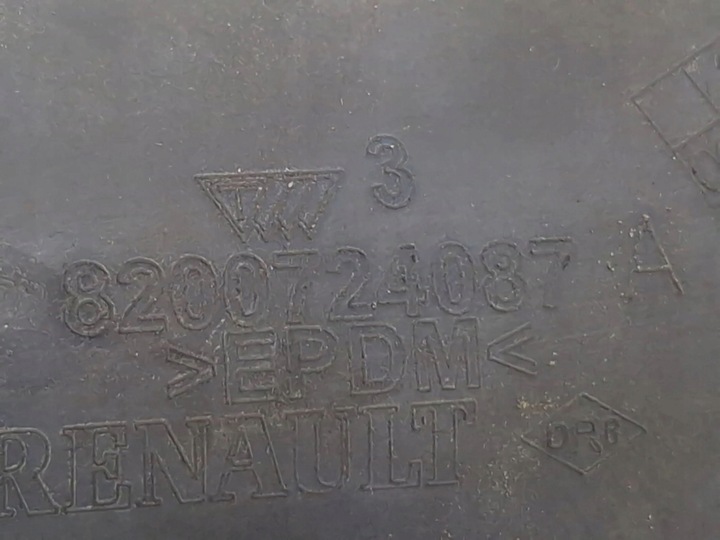 3
8200724087 A
>EPDM<
RENAULT